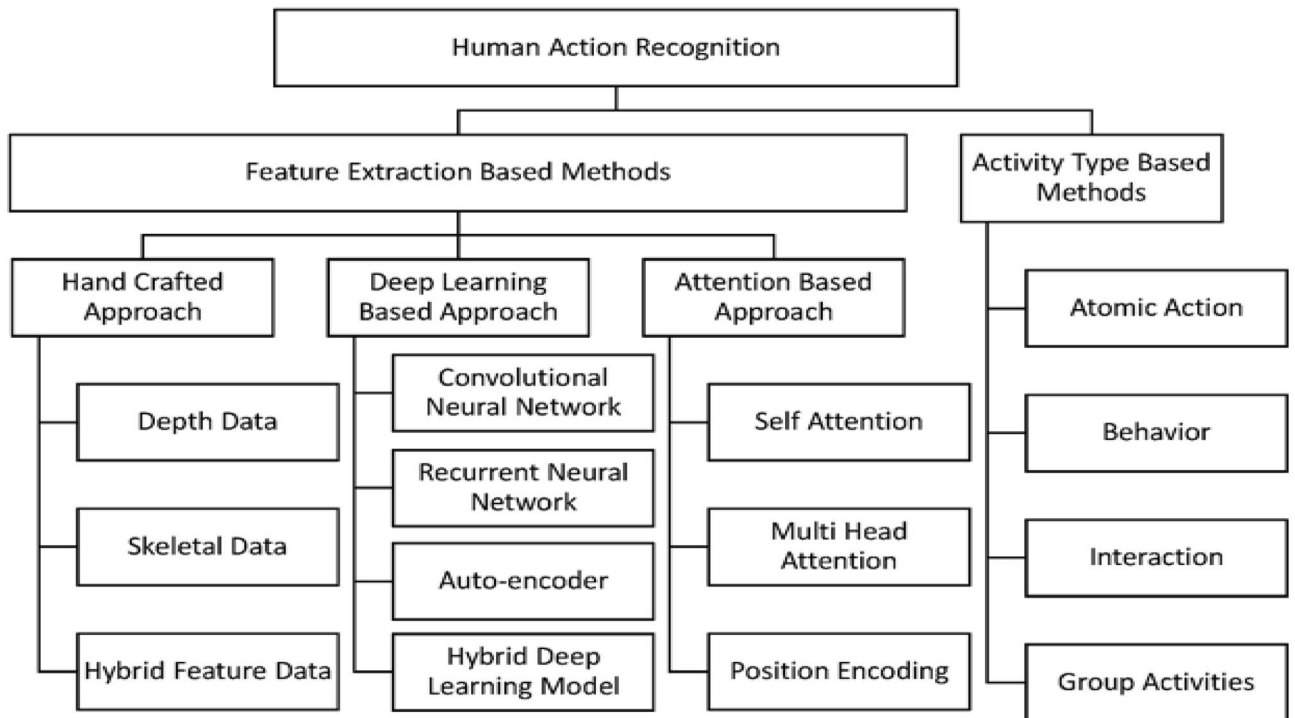 Human Action Recognition
Feature Extraction Based Methods
Activity Type Based
Methods
Hand Crafted
Approach
Deep Learning
Based Approach
Attention Based
Approach
Depth Data
Skeletal Data
Hybrid Feature Data
Convolutional
Neural Network
Recurrent Neural
Network
Auto-encoder
Hybrid Deep
Learning Model
Self Attention
Multi Head
Attention
Position Encoding
Atomic Action
Behavior
Interaction
Group Activities